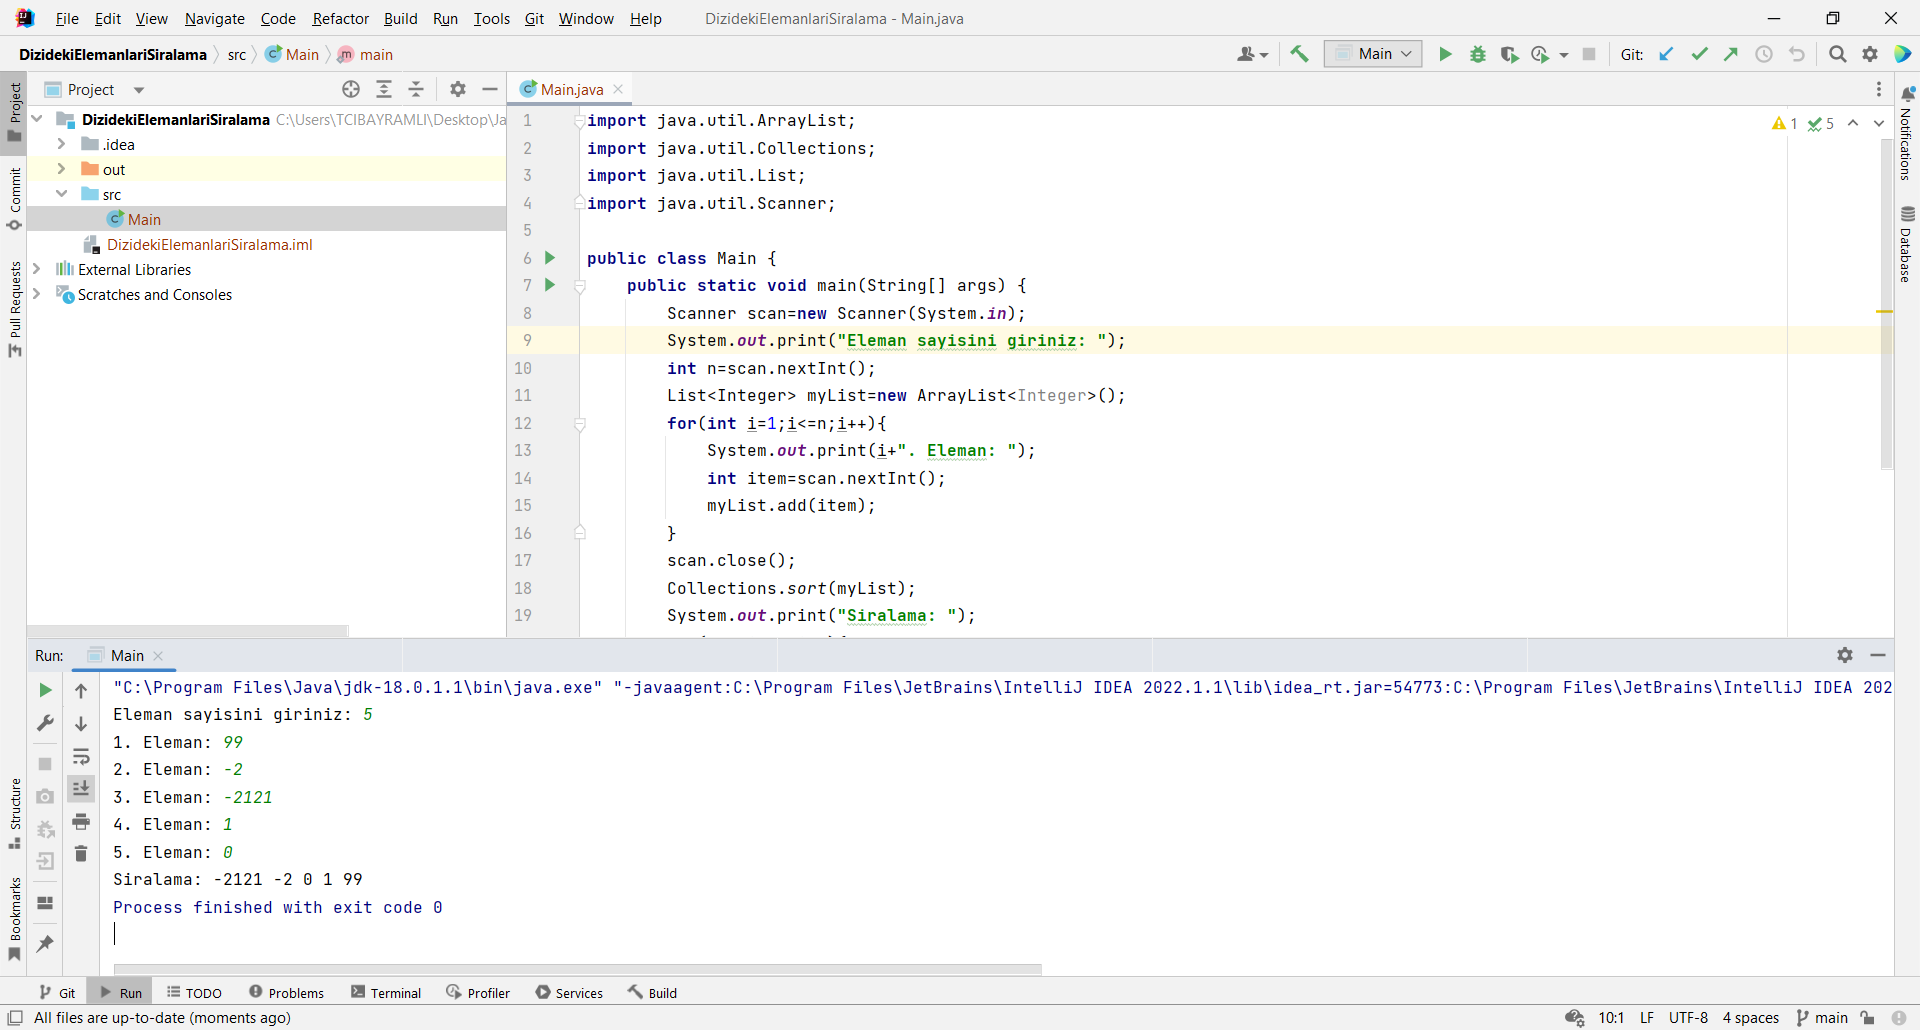 File Edit View Navigate Code Refactor Build Run Tools Git Window Help DizidekiElemanlariSiralama - Main.java
DizidekiElemanlariSiralama src Main main Main Git:
Project
Main.java
DizidekiElemanlariSiralama C:\Users\TCIBAYRAMLI\Desktop\Ja
.idea
out
src
Main
DizidekiElemanlariSiralama.iml
External Libraries
Scratches and Consoles
Project
Commit
Pull Requests
Structure
Bookmarks
1 import java.util.ArrayList;
2 import java.util.Collections;
3 import java.util.List;
4 import java.util.Scanner;
5
6 public class Main {
7 public static void main(String[] args) {
8 Scanner scan=new Scanner(System.in);
9 System.out.print("Eleman sayisini giriniz: ");
10 int n=scan.nextInt();
11 List<Integer> myList=new ArrayList<Integer>();
12 for(int i=1;i<=n;i++){
13 System.out.print(i+". Eleman: ");
14 int item=scan.nextInt();
15 myList.add(item);
16 }
17 scan.close();
18 Collections.sort(myList);
19 System.out.print("Siralama: ");
1 5
Notifications
Database
Run: Main
"C:\Program Files\Java\jdk-18.0.1.1\bin\java.exe" "-javaagent:C:\Program Files\JetBrains\IntelliJ IDEA 2022.1.1\lib\idea_rt.jar=54773:C:\Program Files\JetBrains\IntelliJ IDEA 202
Eleman sayisini giriniz: 5
1. Eleman: 99
2. Eleman: -2
3. Eleman: -2121
4. Eleman: 1
5. Eleman: 0
Siralama: -2121 -2 0 1 99
Process finished with exit code 0
Git Run TODO Problems Terminal Profiler Services Build
All files are up-to-date (moments ago) 10:1 LF UTF-8 4 spaces main